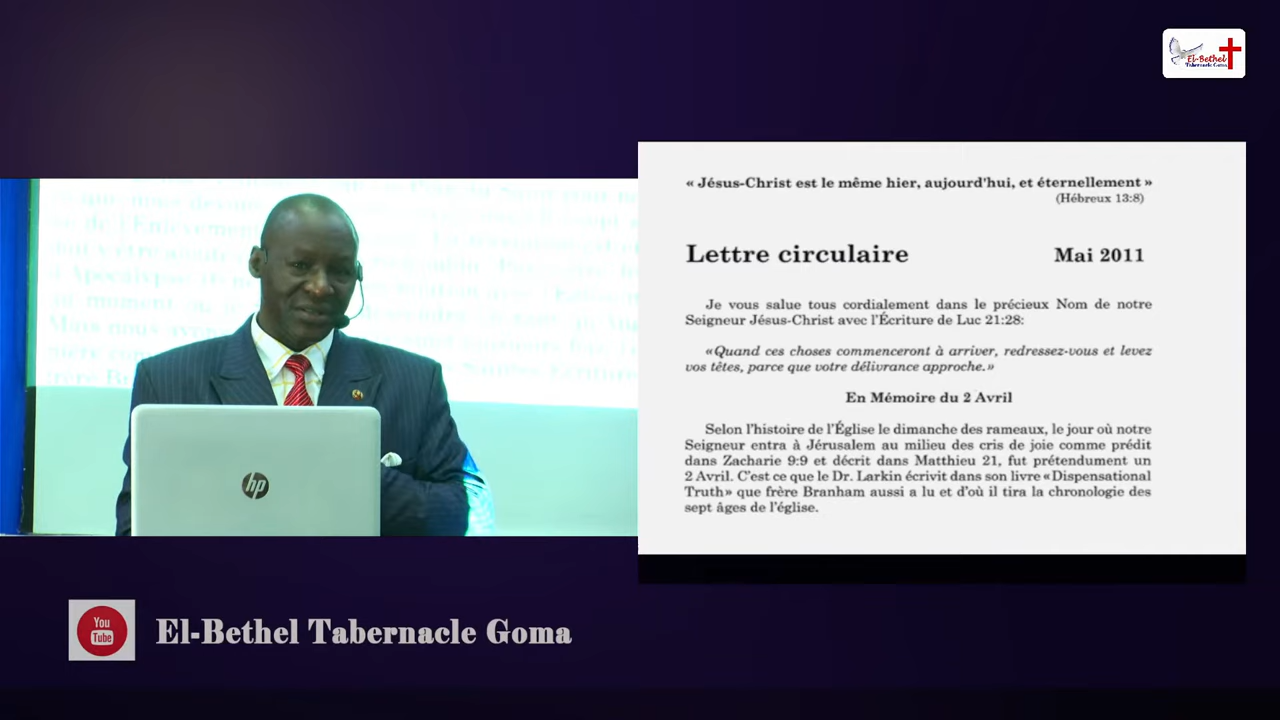 El-Bethel
Tabernacle Goma
« Jésus-Christ est le même hier, aujourd'hui, et éternellement »
(Hébreux 13:8)
Lettre circulaire Mai 2011
Je vous salue tous cordialement dans le précieux Nom de notre
Seigneur Jésus-Christ avec l'Écriture de Luc 21:28:
«Quand ces choses commenceront à arriver, redressez-vous et levez
vos têtes, parce que votre délivrance approche.»
En Mémoire du 2 Avril
Selon l'histoire de l'Église le dimanche des rameaux, le jour où notre
Seigneur entra à Jérusalem au milieu des cris de joie comme prédit
dans Zacharie 9:9 et décrit dans Matthieu 21, fut prétendument un
2 Avril. C'est ce que le Dr. Larkin écrivit dans son livre «Dispensational
Truth» que frère Branham aussi a lu et d'où il tira la chronologie des
sept âges de l'église.
hp
You
Tube
El-Bethel Tabernacle Goma